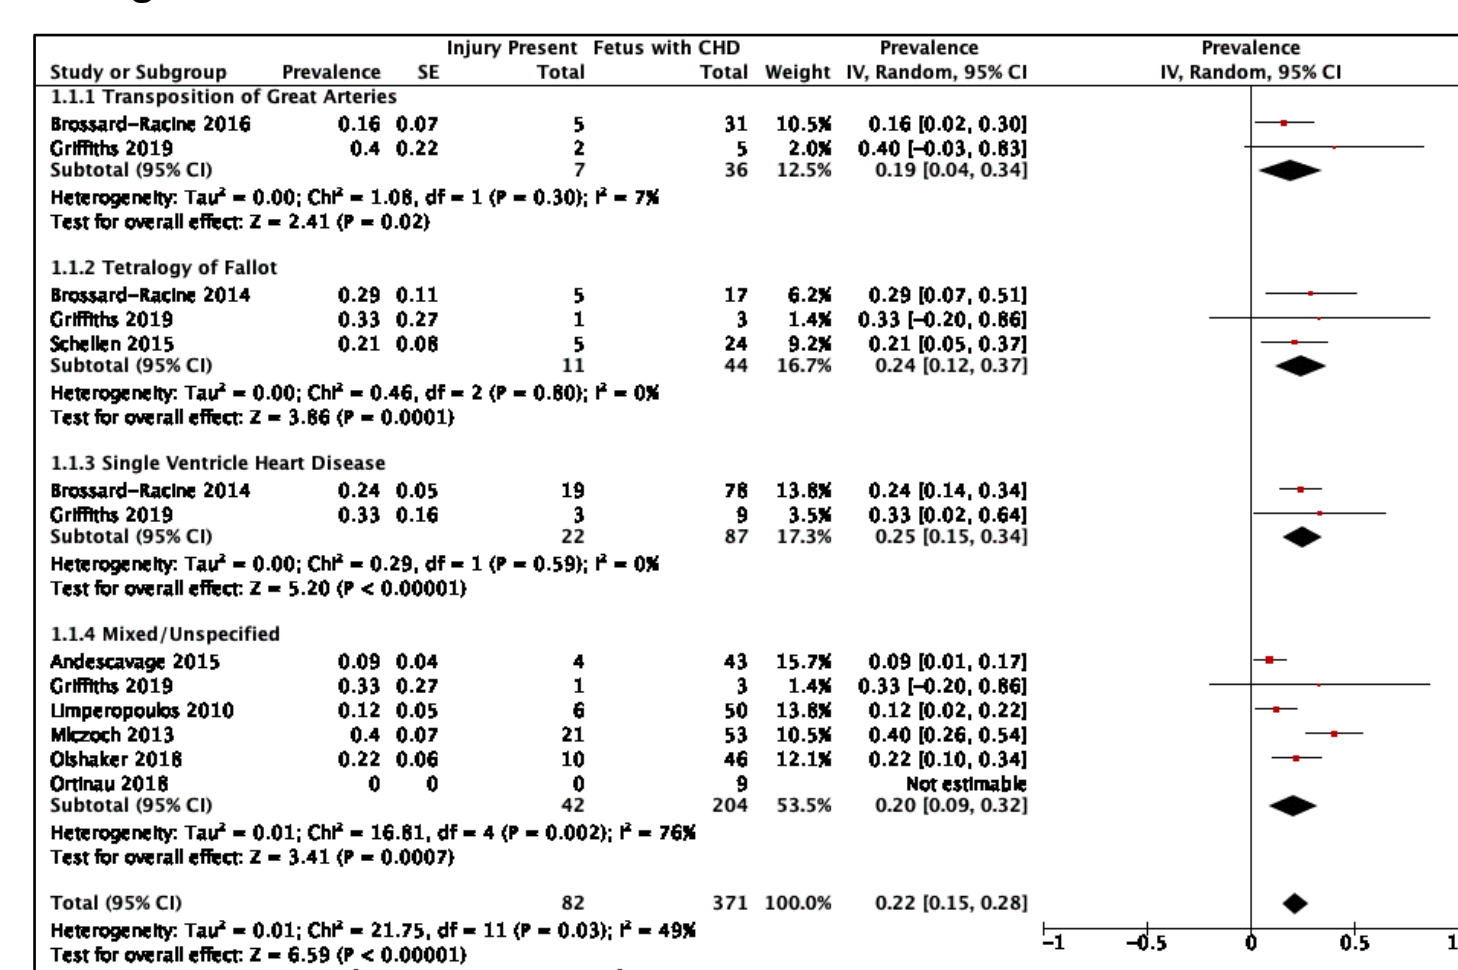 Injury Present Fetus with CHD Prevalence Prevalence
Study or Subgroup Prevalence SE Total Total Weight IV, Random, 95% CI IV, Random, 95% CI
1.1.1 Transposition of Great Arteries
Brossard-Racine 2016 0.16 0.07 5 31 10.5% 0.16 [0.02, 0.30]
Griffiths 2019 0.4 0.22 2 5 2.0% 0.40 [-0.03, 0.83]
Subtotal (95% CI) 7 36 12.5% 0.19 [0.04, 0.34]
Heterogeneity: Tau² = 0.00; Chi² = 1.08, df = 1 (P = 0.30); I² = 7%
Test for overall effect: Z = 2.41 (P = 0.02)
1.1.2 Tetralogy of Fallot
Brossard-Racine 2014 0.29 0.11 5 17 6.2% 0.29 [0.07, 0.51]
Griffiths 2019 0.33 0.27 1 3 1.4% 0.33 [-0.20, 0.86]
Schellen 2015 0.21 0.08 5 24 9.2% 0.21 [0.05, 0.37]
Subtotal (95% CI) 11 44 16.7% 0.24 [0.12, 0.37]
Heterogeneity: Tau² = 0.00; Chi² = 0.46, df = 2 (P = 0.80); I² = 0%
Test for overall effect: Z = 3.86 (P = 0.0001)
1.1.3 Single Ventricle Heart Disease
Brossard-Racine 2014 0.24 0.05 19 78 13.8% 0.24 [0.14, 0.34]
Griffiths 2019 0.33 0.16 3 9 3.5% 0.33 [0.02, 0.64]
Subtotal (95% CI) 22 87 17.3% 0.25 [0.15, 0.34]
Heterogeneity: Tau² = 0.00; Chi² = 0.29, df = 1 (P = 0.59); I² = 0%
Test for overall effect: Z = 5.20 (P < 0.00001)
1.1.4 Mixed/Unspecified
Andescavage 2015 0.09 0.04 4 43 15.7% 0.09 [0.01, 0.17]
Griffiths 2019 0.33 0.27 1 3 1.4% 0.33 [-0.20, 0.86]
Limperopoulos 2010 0.12 0.05 6 50 13.8% 0.12 [0.02, 0.22]
Mlczoch 2013 0.4 0.07 21 53 10.5% 0.40 [0.26, 0.54]
Olshaker 2018 0.22 0.06 10 46 12.1% 0.22 [0.10, 0.34]
Ortinau 2018 0 0 0 9 Not estimable
Subtotal (95% CI) 42 204 53.5% 0.20 [0.09, 0.32]
Heterogeneity: Tau² = 0.01; Chi² = 16.81, df = 4 (P = 0.002); I² = 76%
Test for overall effect: Z = 3.41 (P = 0.0007)
Total (95% CI) 82 371 100.0% 0.22 [0.15, 0.28]
Heterogeneity: Tau² = 0.01; Chi² = 21.75, df = 11 (P = 0.03); I² = 49%
Test for overall effect: Z = 6.59 (P < 0.00001)
-1 -0.5 0 0.5 1